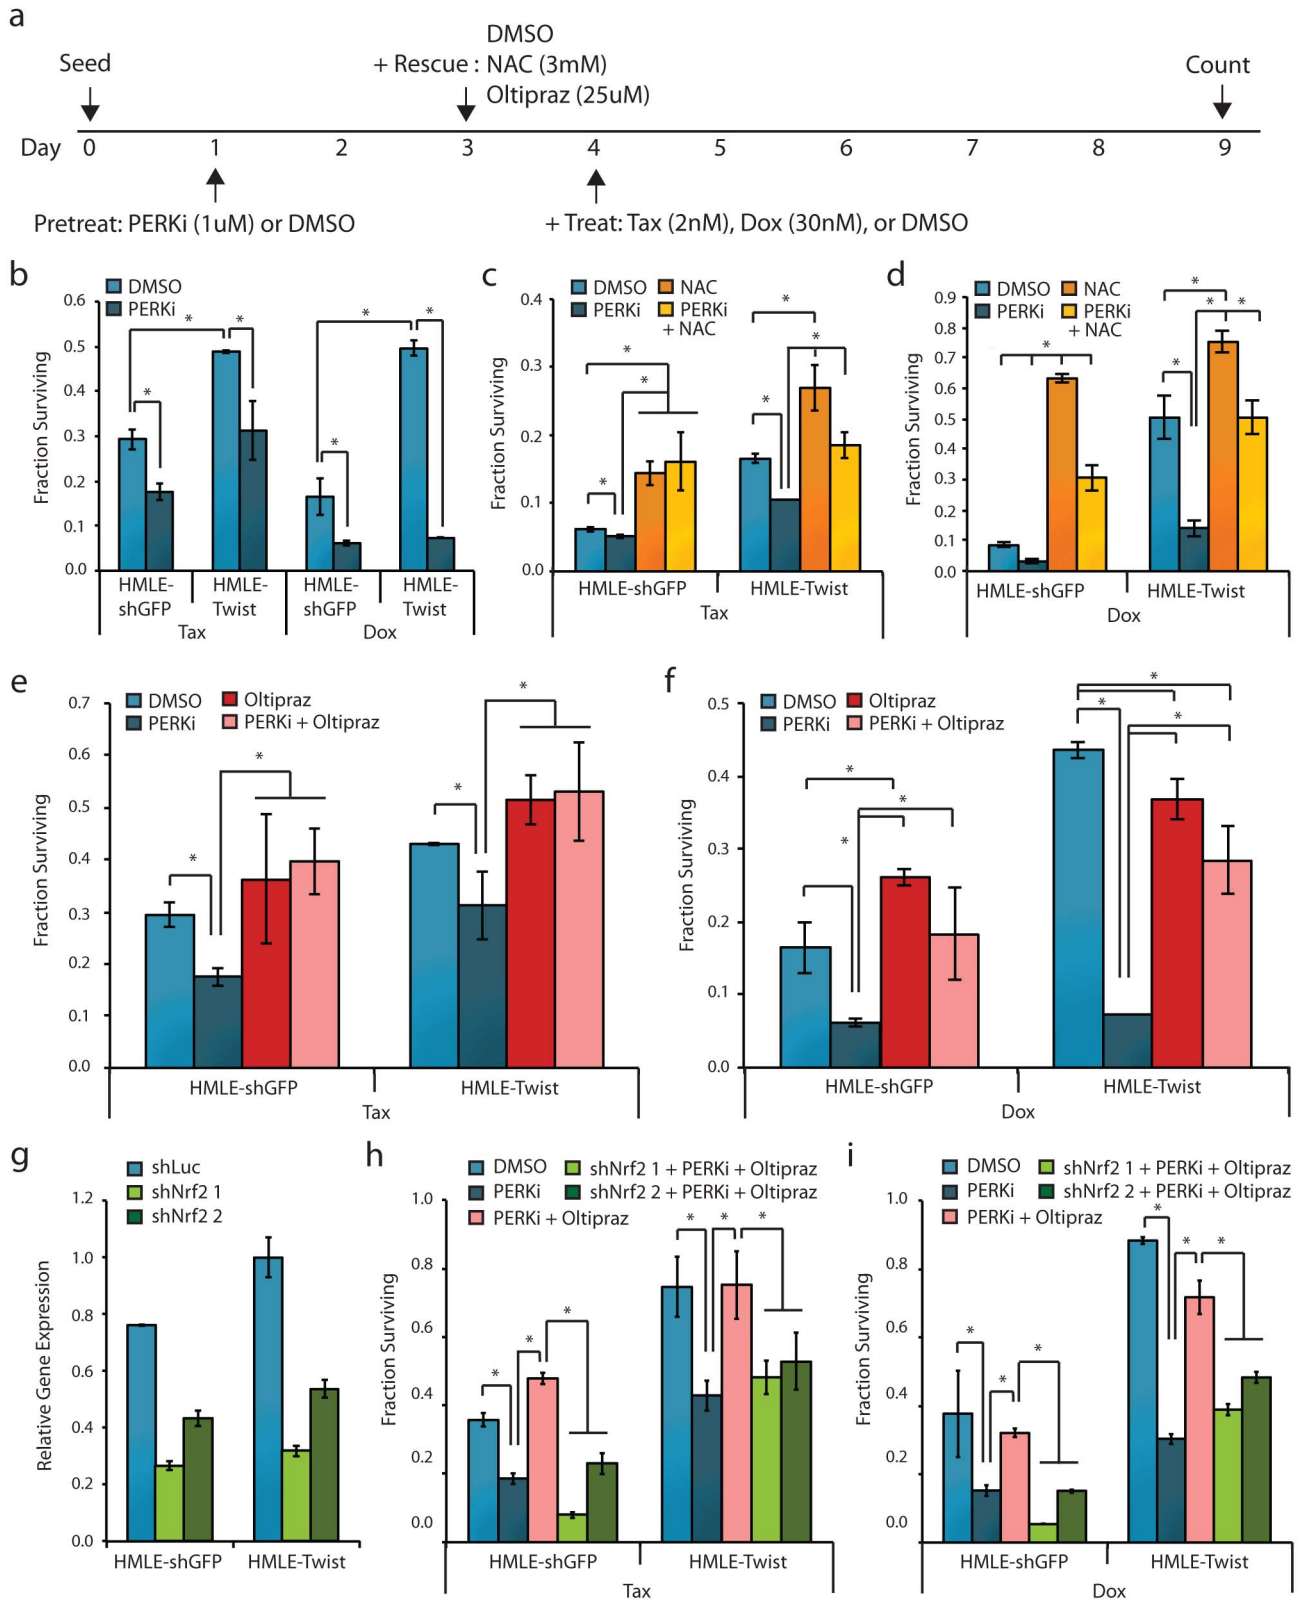 a
DMSO
Seed
+ Rescue : NAC (3mM)
Count
Oltipraz (25uM)
Day 0 1 2 3 4 5 6 7 8 9
Pretreat: PERKi (1uM) or DMSO
+ Treat: Tax (2nM), Dox (30nM), or DMSO
b
DMSO
PERKi
0.6
0.5
0.3
0.2
0.1
0.0
Fraction Surviving
* * * * * *
HMLE-shGFP
HMLE-Twist
HMLE-shGFP
HMLE-Twist
Tax
Dox
c
DMSO
NAC
PERKi
PERKi + NAC
0.4
0.3
0.2
0.1
0.0
Fraction Surviving
* * * * * *
HMLE-shGFP
HMLE-Twist
Tax
d
DMSO
NAC
PERKi
PERKi + NAC
0.9
0.8
0.7
0.6
0.5
0.3
0.2
0.1
0.0
Fraction Surviving
* * * * *
HMLE-shGFP
HMLE-Twist
Dox
e
DMSO
Oltipraz
PERKi
PERKi + Oltipraz
0.7
0.6
0.5
0.4
0.3
0.2
0.1
0.0
Fraction Surviving
* * * *
HMLE-shGFP
HMLE-Twist
Tax
f
DMSO
Oltipraz
PERKi
PERKi + Oltipraz
0.5
0.4
0.3
0.2
0.1
0.0
Fraction Surviving
* * * * * *
HMLE-shGFP
HMLE-Twist
Dox
g
shLuc
shNrf2 1
shNrf2 2
1.2
1.0
0.8
0.6
0.4
0.2
0.0
Relative Gene Expression
HMLE-shGFP
HMLE-Twist
h
DMSO
shNrf2 1 + PERKi + Oltipraz
PERKi
shNrf2 2 + PERKi + Oltipraz
PERKi + Oltipraz
1.0
0.8
0.6
0.4
0.2
0.0
Fraction Surviving
* * * * * *
HMLE-shGFP
HMLE-Twist
Tax
i
DMSO
shNrf2 1 + PERKi + Oltipraz
PERKi
shNrf2 2 + PERKi + Oltipraz
PERKi + Oltipraz
1.0
0.8
0.6
0.4
0.2
0.0
Fraction Surviving
* * * * * *
HMLE-shGFP
HMLE-Twist
Dox